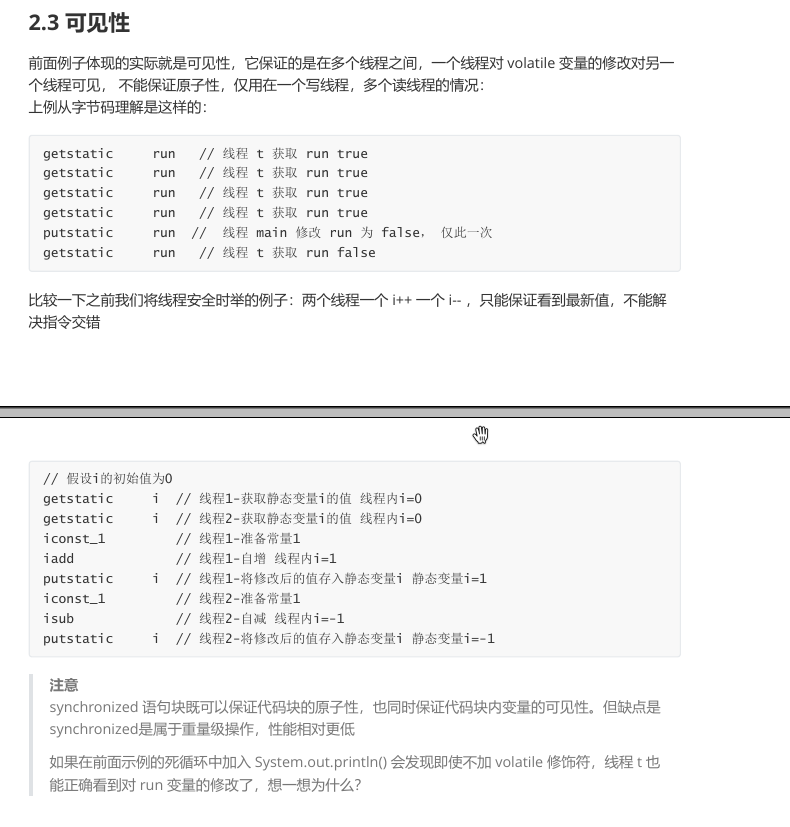 2.3 可见性
前面例子体现的实际就是可见性，它保证的是在多个线程之间，一个线程对 volatile 变量的修改对另一
个线程可见， 不能保证原子性，仅用在一个写线程，多个读线程的情况：
上例从字节码理解是这样的：
getstatic     run   // 线程 t 获取 run true
getstatic     run   // 线程 t 获取 run true
getstatic     run   // 线程 t 获取 run true
getstatic     run   // 线程 t 获取 run true
putstatic     run  //  线程 main 修改 run 为 false， 仅此一次
getstatic     run   // 线程 t 获取 run false
比较一下之前我们将线程安全时举的例子：两个线程一个 i++ 一个 i-- ，只能保证看到最新值，不能解
决指令交错
// 假设i的初始值为0
getstatic     i  // 线程1-获取静态变量i的值 线程内i=0
getstatic     i  // 线程2-获取静态变量i的值 线程内i=0
iconst_1         // 线程1-准备常量1
iadd             // 线程1-自增 线程内i=1
putstatic     i  // 线程1-将修改后的值存入静态变量i 静态变量i=1
iconst_1         // 线程2-准备常量1
isub             // 线程2-自减 线程内i=-1
putstatic     i  // 线程2-将修改后的值存入静态变量i 静态变量i=-1
注意
synchronized 语句块既可以保证代码块的原子性，也同时保证代码块内变量的可见性。但缺点是
synchronized是属于重量级操作，性能相对更低
如果在前面示例的死循环中加入 System.out.println() 会发现即使不加 volatile 修饰符，线程 t 也
能正确看到对 run 变量的修改了，想一想为什么？